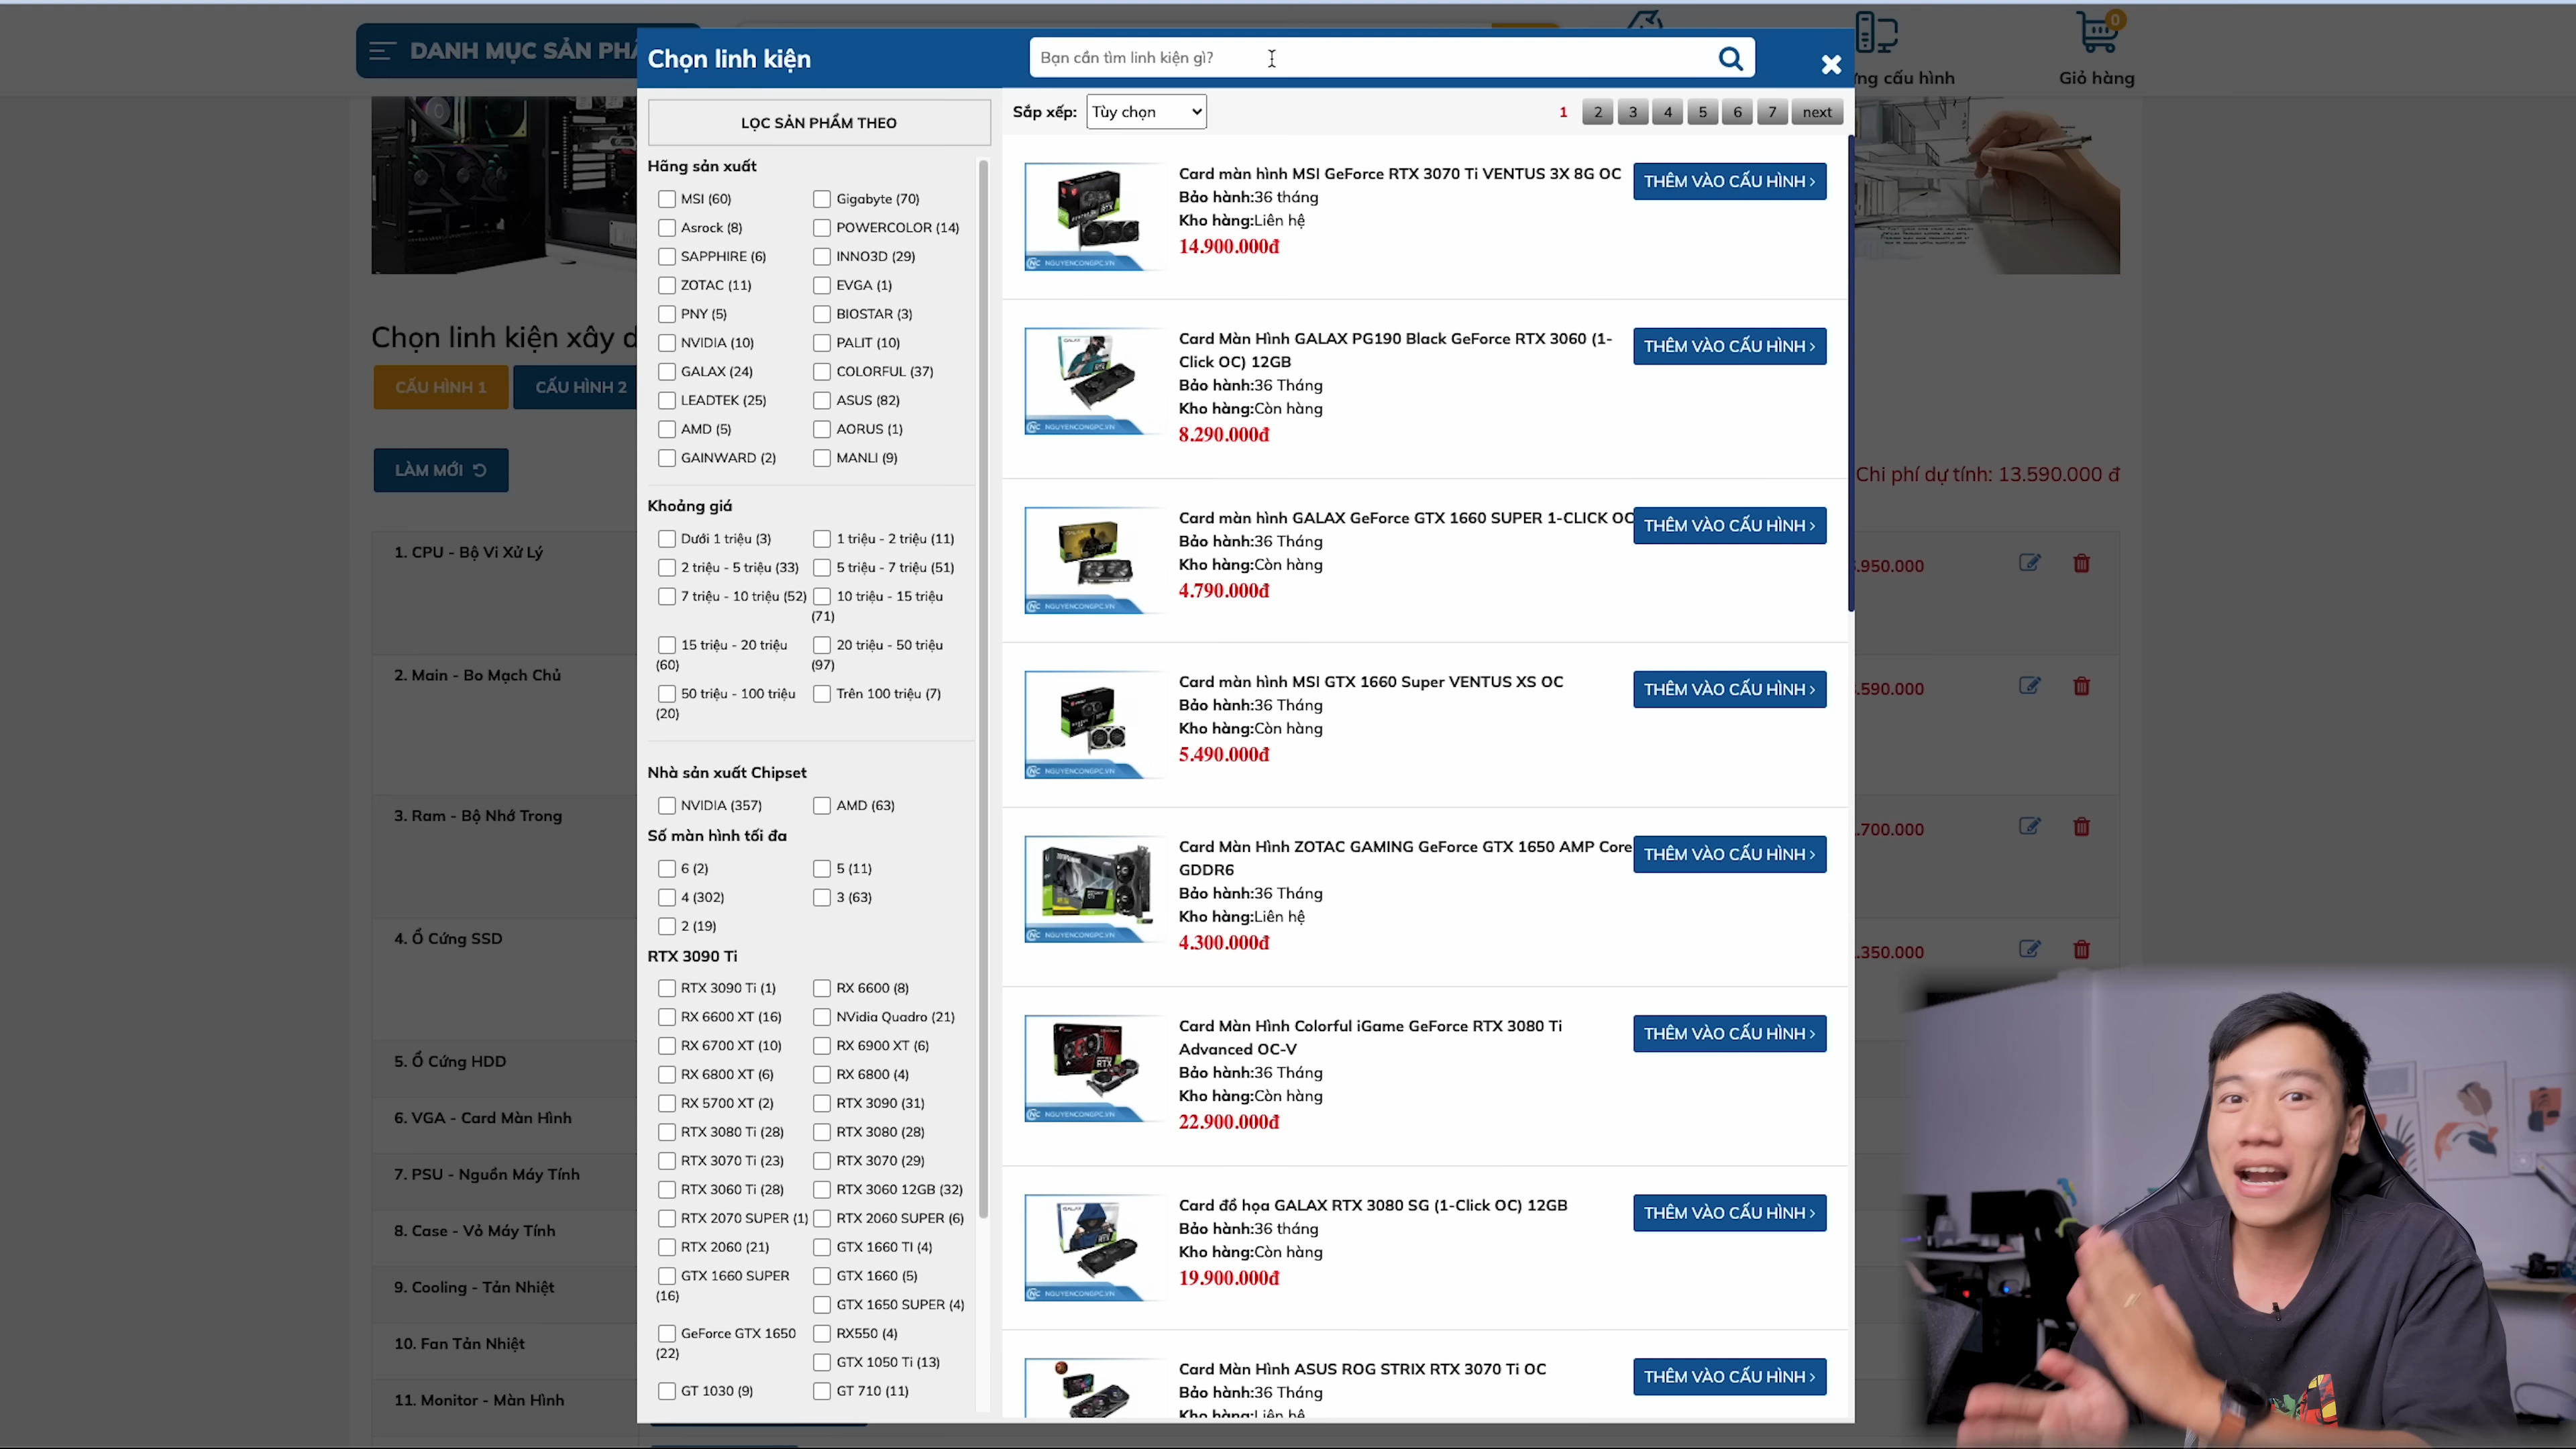 DANH MỤC SẢN PHẨ
ng cấu hình
0
Giỏ hàng
Chọn linh kiện
Bạn cần tìm linh kiện gì?
LỌC SẢN PHẨM THEO
Hãng sản xuất
MSI (60)
Gigabyte (70)
Asrock (8)
POWERCOLOR (14)
SAPPHIRE (6)
INNO3D (29)
ZOTAC (11)
EVGA (1)
PNY (5)
BIOSTAR (3)
NVIDIA (10)
PALIT (10)
GALAX (24)
COLORFUL (37)
LEADTEK (25)
ASUS (82)
AMD (5)
AORUS (1)
GAINWARD (2)
MANLI (9)
Khoảng giá
Dưới 1 triệu (3)
1 triệu - 2 triệu (11)
2 triệu - 5 triệu (33)
5 triệu - 7 triệu (51)
7 triệu - 10 triệu (52)
10 triệu - 15 triệu
(71)
15 triệu - 20 triệu
(60)
20 triệu - 50 triệu
(97)
50 triệu - 100 triệu
(20)
Trên 100 triệu (7)
Nhà sản xuất Chipset
NVIDIA (357)
AMD (63)
Số màn hình tối đa
6 (2)
5 (11)
4 (302)
3 (63)
2 (19)
RTX 3090 Ti
RTX 3090 Ti (1)
RX 6600 (8)
RX 6600 XT (16)
NVidia Quadro (21)
RX 6700 XT (10)
RX 6900 XT (6)
RX 6800 XT (6)
RX 6800 (4)
RX 5700 XT (2)
RTX 3090 (31)
RTX 3080 Ti (28)
RTX 3080 (28)
RTX 3070 Ti (23)
RTX 3070 (29)
RTX 3060 Ti (28)
RTX 3060 12GB (32)
RTX 2070 SUPER (1)
RTX 2060 SUPER (6)
RTX 2060 (21)
GTX 1660 TI (4)
GTX 1660 SUPER
(16)
GTX 1660 (5)
GTX 1650 SUPER (4)
GeForce GTX 1650
(22)
RX550 (4)
GTX 1050 Ti (13)
GT 1030 (9)
GT 710 (11)
Sắp xếp: Tùy chọn
1 2 3 4 5 6 7 next
Card màn hình MSI GeForce RTX 3070 Ti VENTUS 3X 8G OC
Bảo hành:36 tháng
Kho hàng:Liên hệ
14.900.000đ
THÊM VÀO CẤU HÌNH ›
NGUYENCONGPC.VN
Card Màn Hình GALAX PG190 Black GeForce RTX 3060 (1-
Click OC) 12GB
Bảo hành:36 Tháng
Kho hàng:Còn hàng
8.290.000đ
THÊM VÀO CẤU HÌNH ›
NGUYENCONGPC.VN
Card màn hình GALAX GeForce GTX 1660 SUPER 1-CLICK OC
Bảo hành:36 Tháng
Kho hàng:Còn hàng
4.790.000đ
THÊM VÀO CẤU HÌNH ›
NGUYENCONGPC.VN
Card màn hình MSI GTX 1660 Super VENTUS XS OC
Bảo hành:36 Tháng
Kho hàng:Còn hàng
5.490.000đ
THÊM VÀO CẤU HÌNH ›
NGUYENCONGPC.VN
Card Màn Hình ZOTAC GAMING GeForce GTX 1650 AMP Core
GDDR6
Bảo hành:36 Tháng
Kho hàng:Liên hệ
4.300.000đ
THÊM VÀO CẤU HÌNH ›
NGUYENCONGPC.VN
Card Màn Hình Colorful iGame GeForce RTX 3080 Ti
Advanced OC-V
Bảo hành:36 Tháng
Kho hàng:Còn hàng
22.900.000đ
THÊM VÀO CẤU HÌNH ›
NGUYENCONGPC.VN
Card đồ họa GALAX RTX 3080 SG (1-Click OC) 12GB
Bảo hành:36 tháng
Kho hàng:Còn hàng
19.900.000đ
THÊM VÀO CẤU HÌNH ›
NGUYENCONGPC.VN
Card Màn Hình ASUS ROG STRIX RTX 3070 Ti OC
Bảo hành:36 Tháng
Kho hàng:Liên hệ
THÊM VÀO CẤU HÌNH ›
Chọn linh kiện xây d
CẤU HÌNH 1
CẤU HÌNH 2
LÀM MỚI
Chi phí dự tính: 13.590.000 đ
1. CPU - Bộ Vi Xử Lý
.950.000
2. Main - Bo Mạch Chủ
.590.000
3. Ram - Bộ Nhớ Trong
.700.000
4. Ổ Cứng SSD
.350.000
5. Ổ Cứng HDD
6. VGA - Card Màn Hình
7. PSU - Nguồn Máy Tính
8. Case - Vỏ Máy Tính
9. Cooling - Tản Nhiệt
10. Fan Tản Nhiệt
11. Monitor - Màn Hình